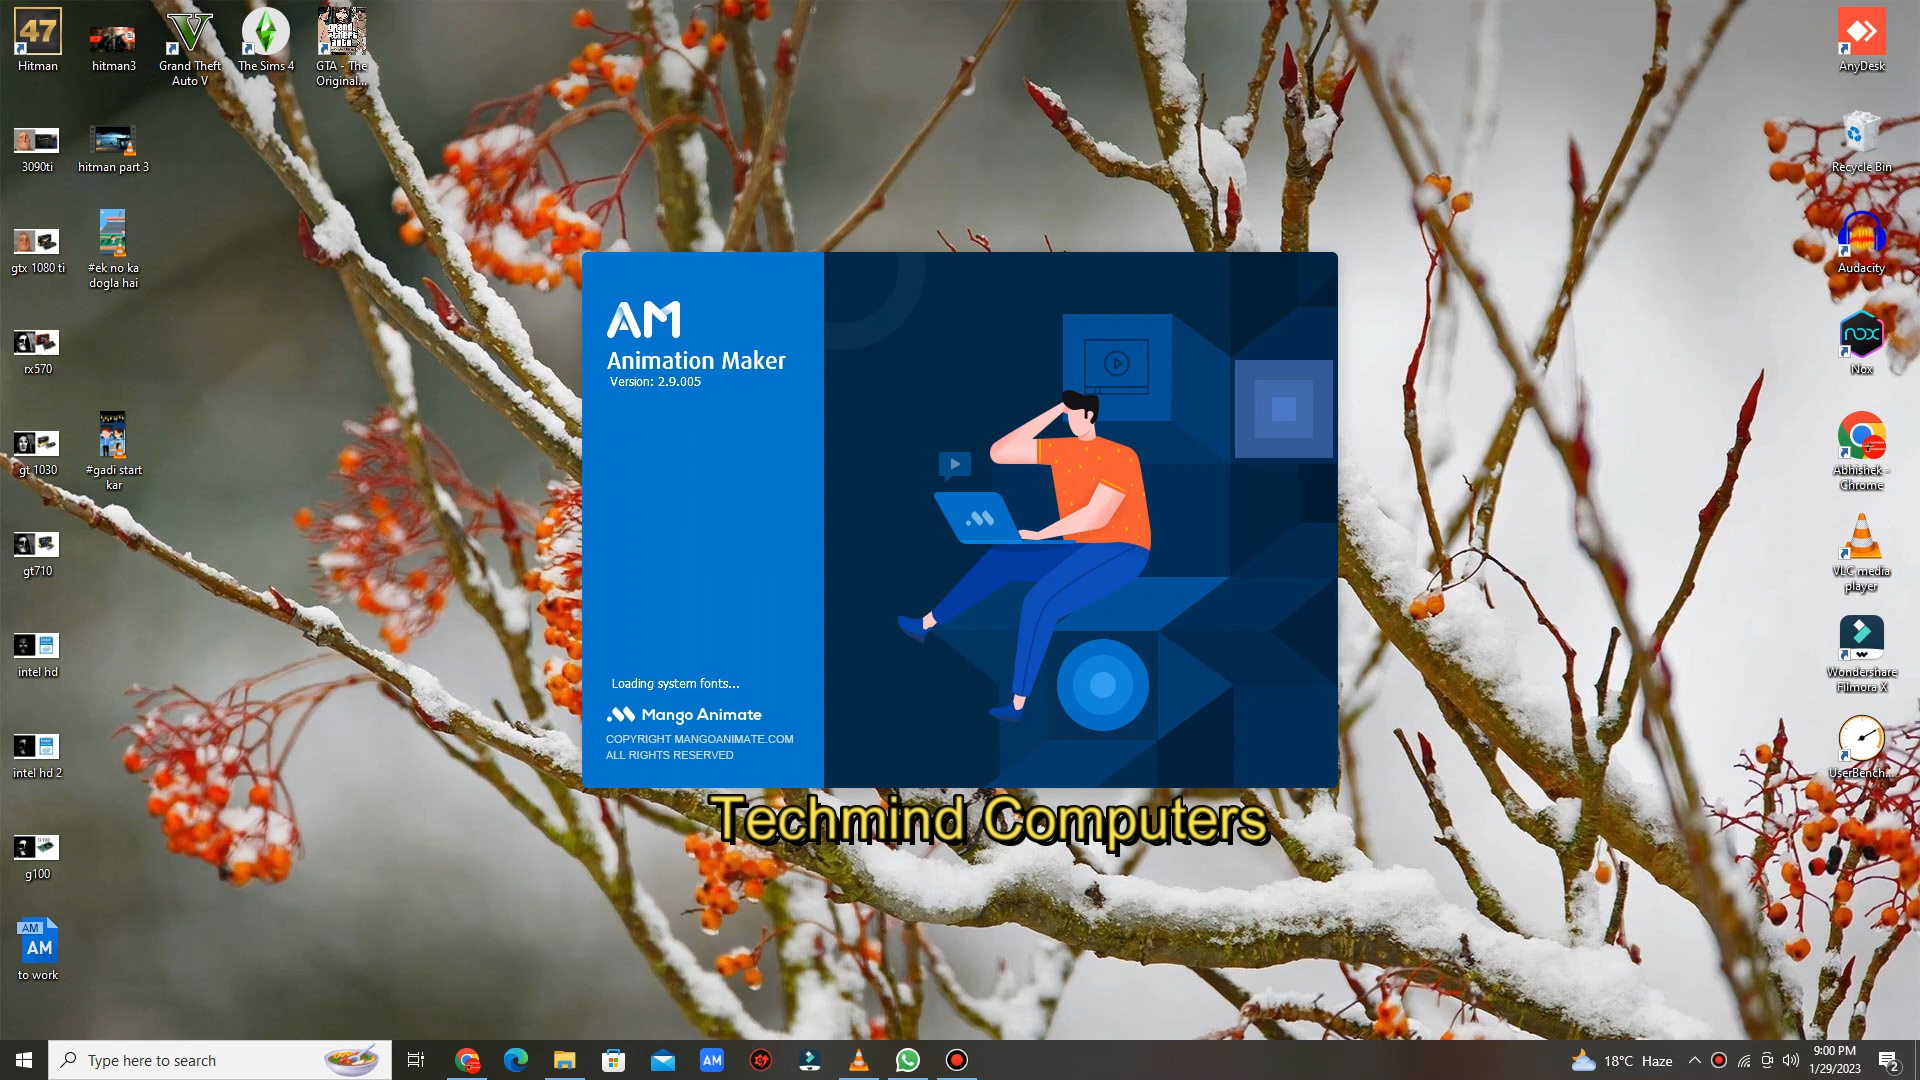 47
Hitman
hitman3
Grand Theft
Auto V
The Sims 4
GTA - The
Original...
3090ti
hitman part 3
gtx 1080 ti
#ek no ka
dogla hai
rx570
gt 1030
#gadi start
kar
gt710
intel hd
intel hd 2
g100
AM
AM
to work
AM
Animation Maker
Version: 2.9.005
Loading system fonts...
Mango Animate
COPYRIGHT MANGOANIMATE.COM
ALL RIGHTS RESERVED
Techmind Computers
AnyDesk
Recycle Bin
Audacity
nox
Nox
Abhishek -
Chrome
VLC media
player
Wondershare
Filmora X
UserBench...
Type here to search
AM
18°C Haze
9:00 PM
1/29/2023
2